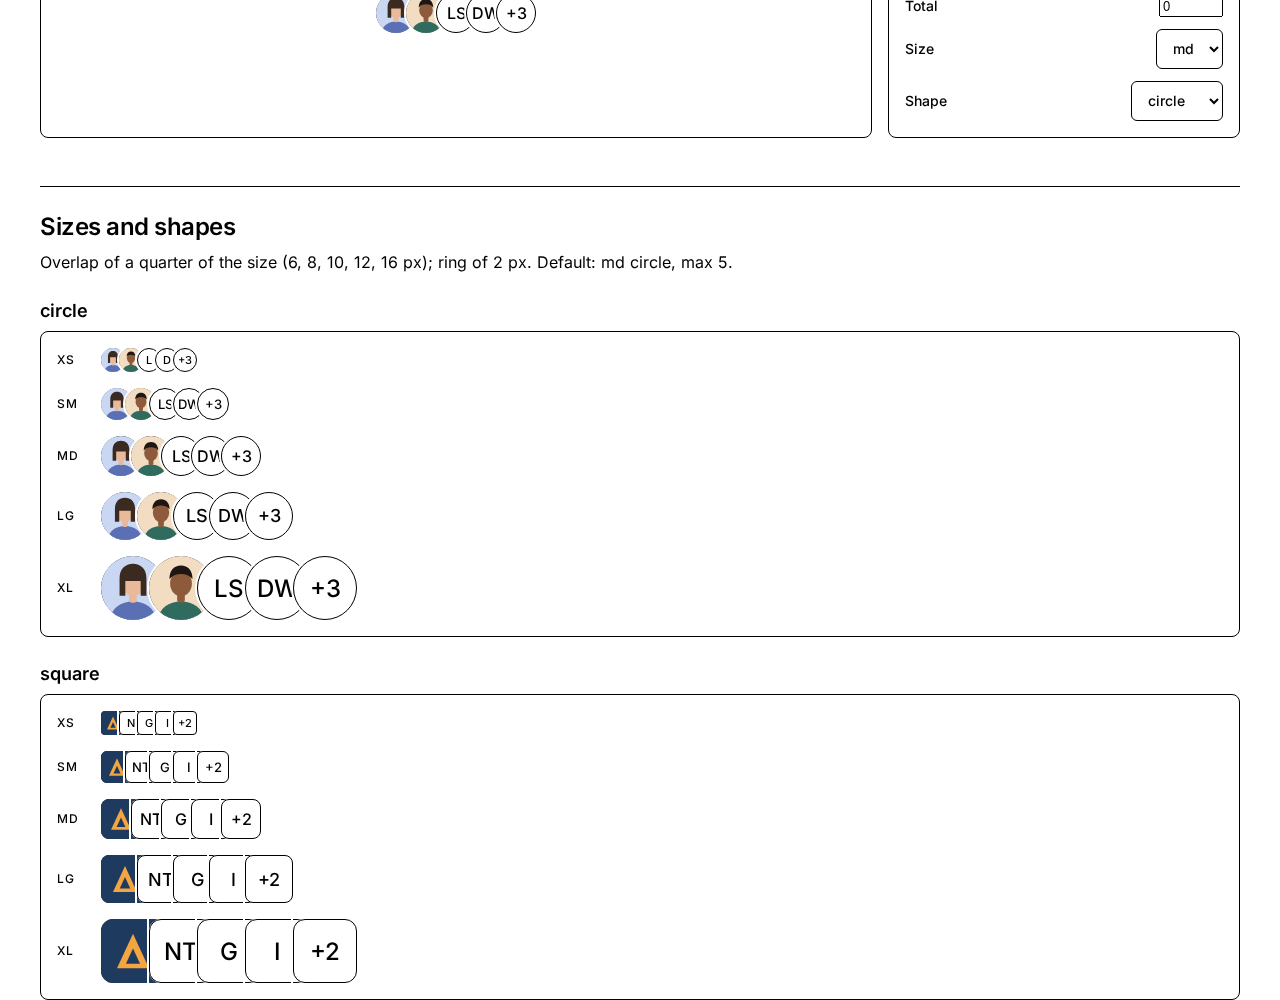 LS DW +3
Total 0
Size md
Shape circle
Sizes and shapes
Overlap of a quarter of the size (6, 8, 10, 12, 16 px); ring of 2 px. Default: md circle, max 5.
circle
XS L D +3
SM LS DW +3
MD LS DW +3
LG LS DW +3
XL LS DW +3
square
XS N G I +2
SM NT G I +2
MD NT G I +2
LG NT G I +2
XL NT G I +2